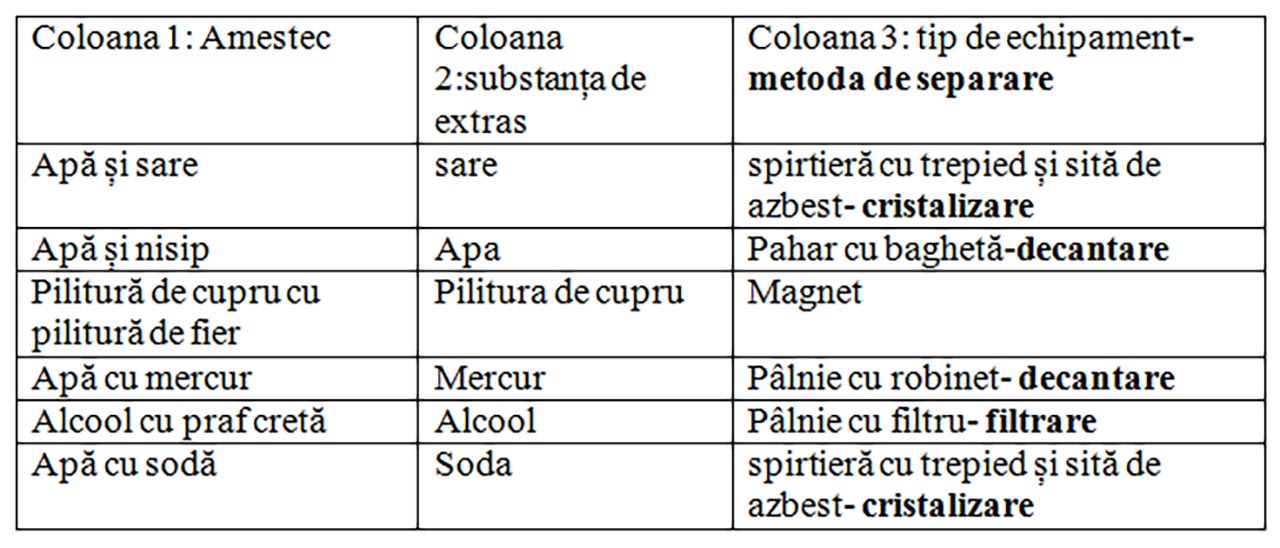 Coloana 1: Amestec
Coloana
2:substanța de
extras
Coloana 3: tip de echipament-
metoda de separare
Apă și sare
sare
spirtieră cu trepied și sită de
azbest- cristalizare
Apă și nisip
Apa
Pahar cu baghetă-decantare
Pilitură de cupru cu
pilitură de fier
Pilitura de cupru
Magnet
Apă cu mercur
Mercur
Pâlnie cu robinet- decantare
Alcool cu praf cretă
Alcool
Pâlnie cu filtru- filtrare
Apă cu sodă
Soda
spirtieră cu trepied și sită de
azbest- cristalizare